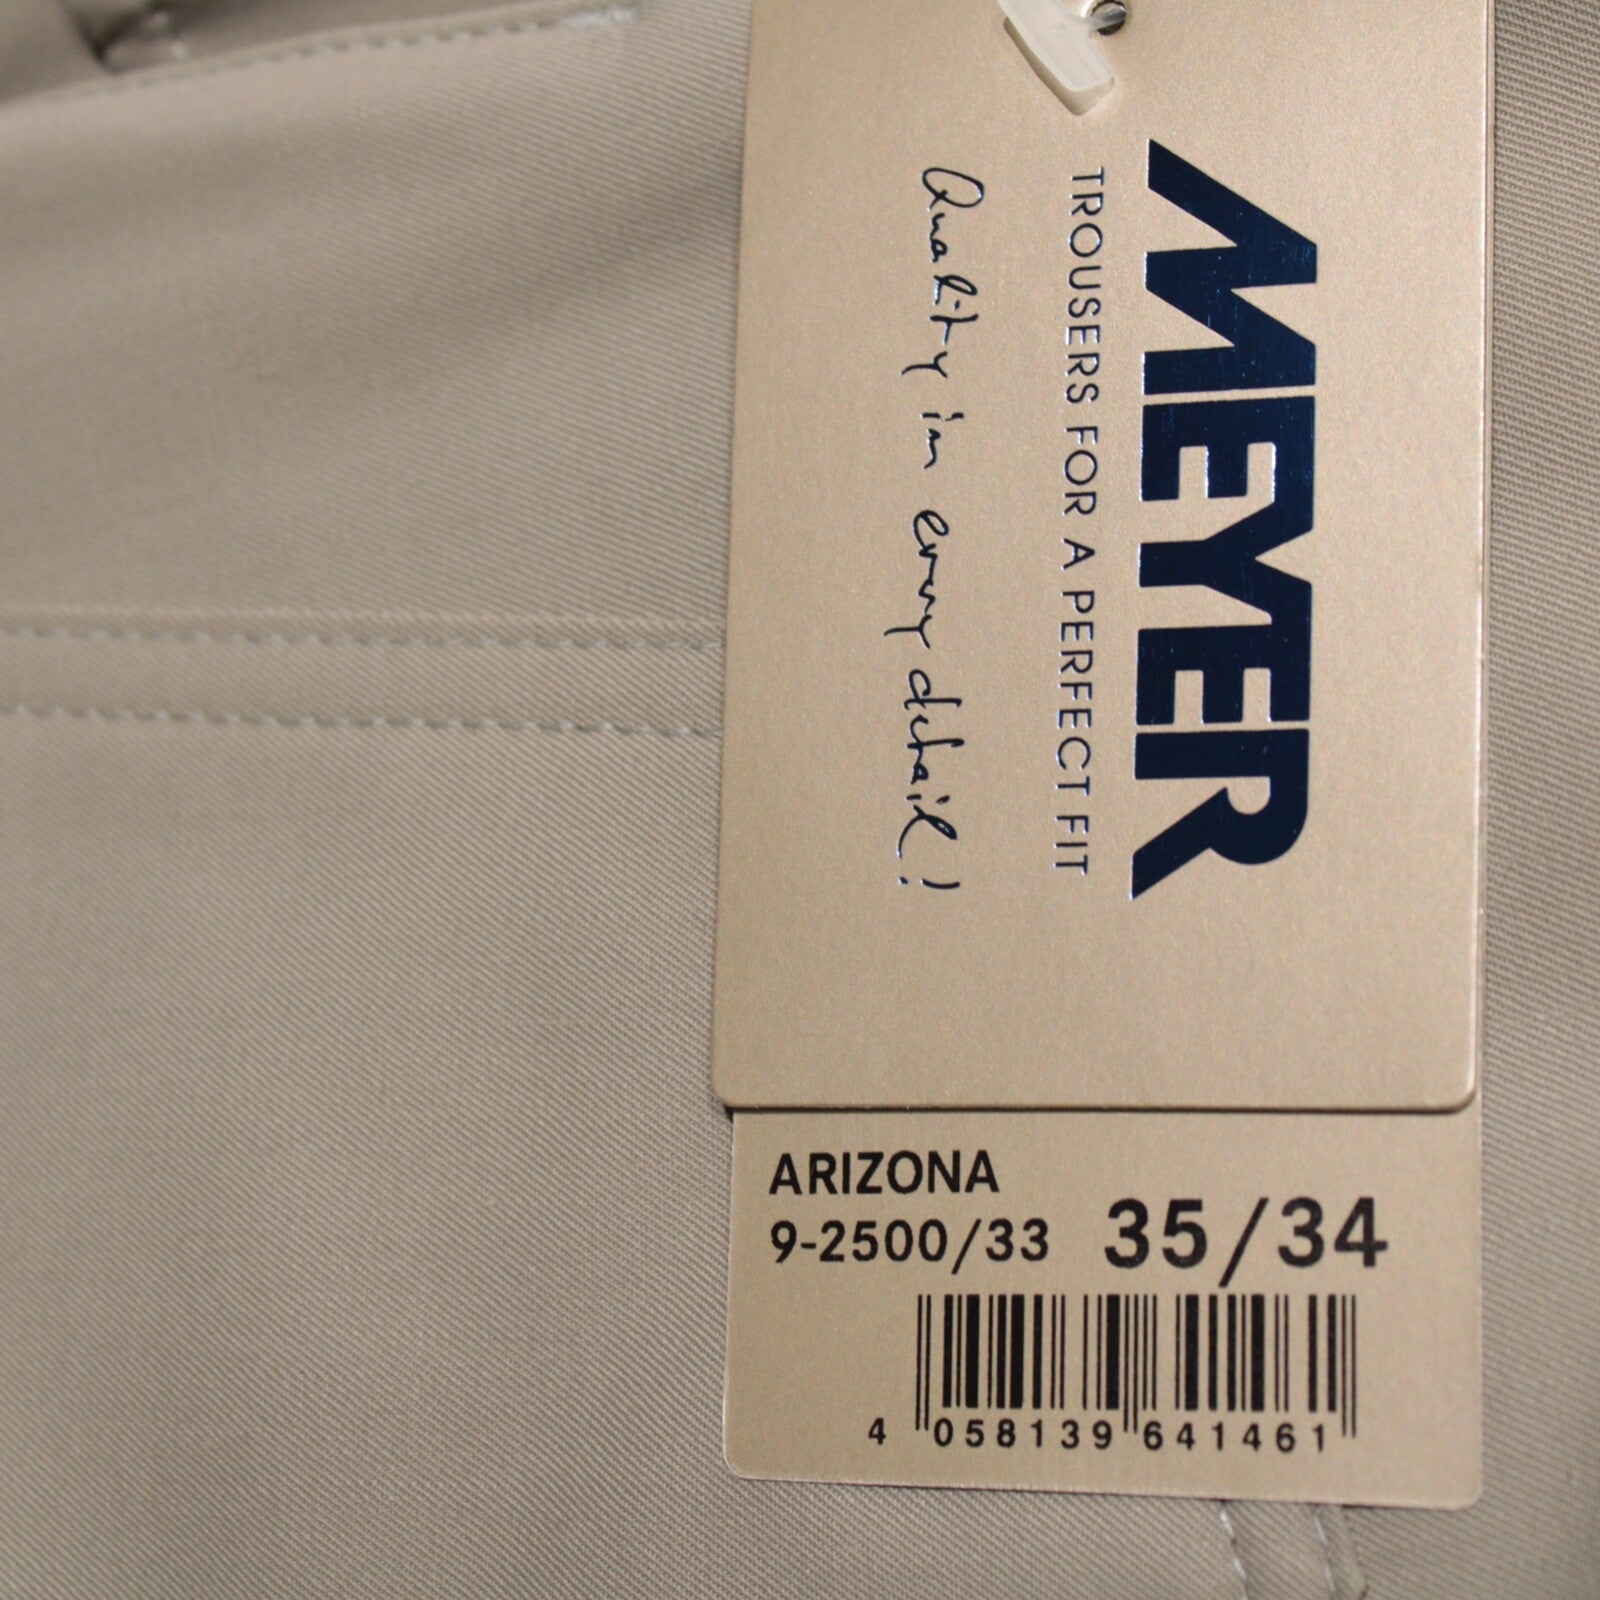 MEYER
TROUSERS FOR A PERFECT FIT
Quality in every detail!
ARIZONA
9-2500/33 35/34
4 058139 641461